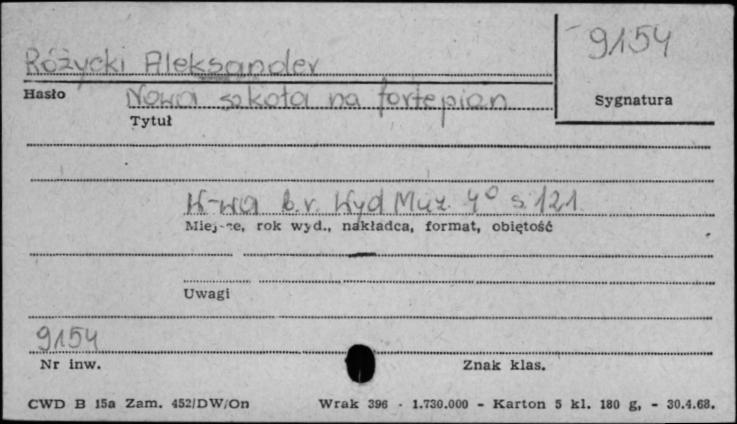 9154
Różycki Aleksander
Hasło
Nowa szkoła na fortepian
Sygnatura
Tytuł
W-wa b.r. Wyd Muz 4° s. 121
Miejsce, rok wyd., nakładca, format, obiętość
Uwagi
9154
Nr inw.
Znak klas.
CWD B 15a Zam. 452/DW/On Wrak 396 - 1.730.000 - Karton 5 kl. 180 g, - 30.4.68.